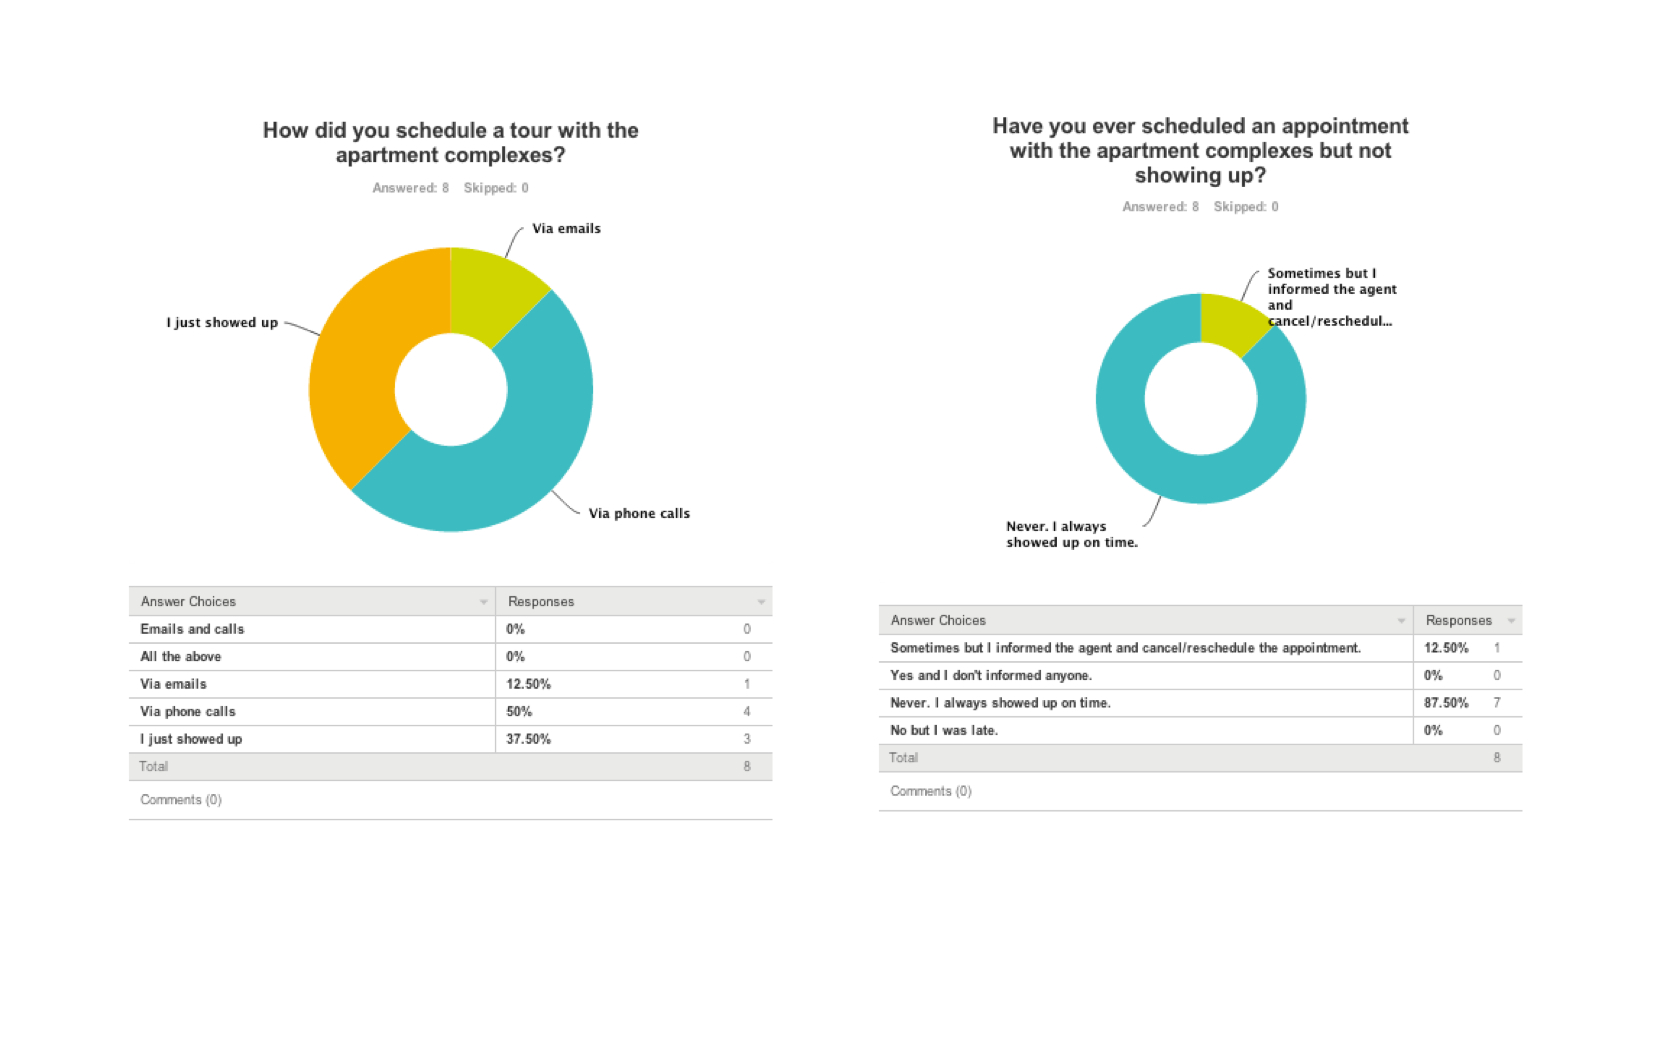 How did you schedule a tour with the
apartment complexes?
Answered: 8 Skipped: 0
Via emails
I just showed up
Via phone calls
Answer Choices Responses
Emails and calls 0% 0
All the above 0% 0
Via emails 12.50% 1
Via phone calls 50% 4
I just showed up 37.50% 3
Total 8
Comments (0)
Have you ever scheduled an appointment
with the apartment complexes but not
showing up?
Answered: 8 Skipped: 0
Sometimes but I
informed the agent
and
cancel/reschedul...
Never. I always
showed up on time.
Answer Choices Responses
Sometimes but I informed the agent and cancel/reschedule the appointment. 12.50% 1
Yes and I don't informed anyone. 0% 0
Never. I always showed up on time. 87.50% 7
No but I was late. 0% 0
Total 8
Comments (0)